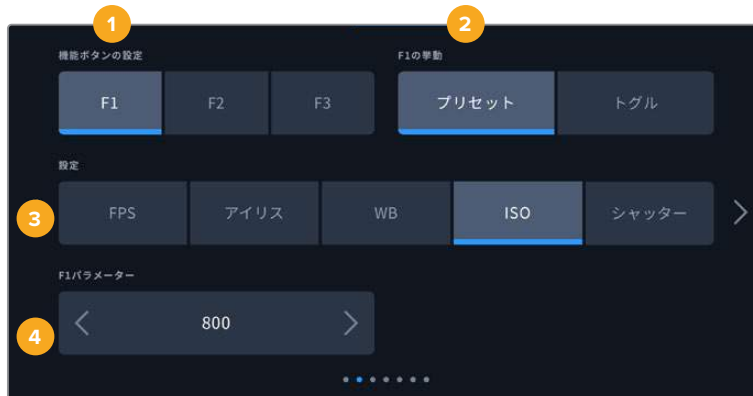 1 2
機能ボタンの設定 F1の挙動
F1 F2 F3 プリセット トグル
設定
3 FPS アイリス WB ISO シャッター
F1パラメーター
4 800